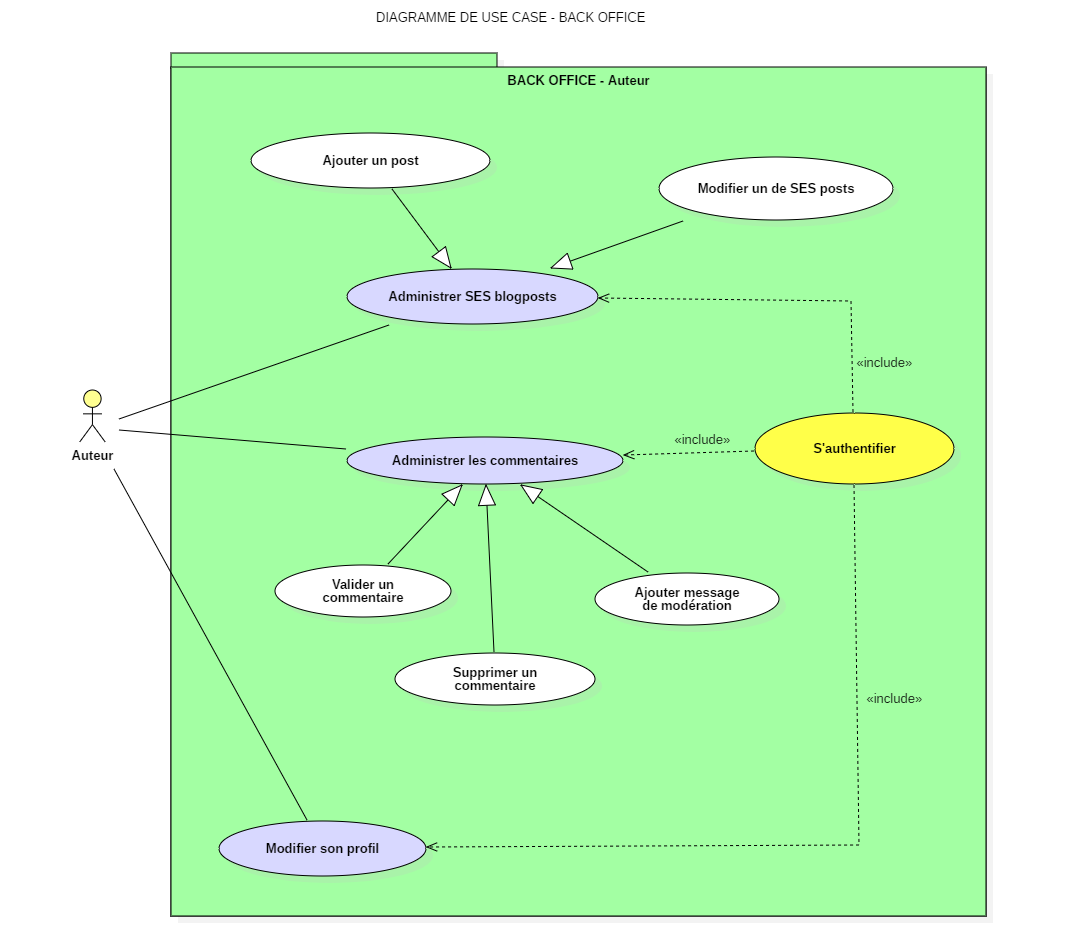 DIAGRAMME DE USE CASE - BACK OFFICE
BACK OFFICE - Auteur
Ajouter un post
Modifier un de SES posts
Administrer SES blogposts
«include»
Auteur
«include»
S'authentifier
Administrer les commentaires
Valider un
commentaire
Ajouter message
de modération
Supprimer un
commentaire
«include»
Modifier son profil